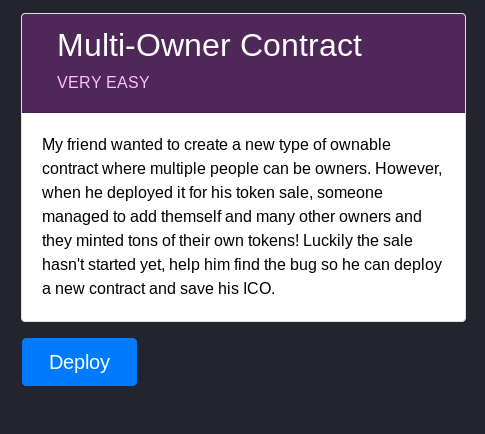 Multi-Owner Contract
VERY EASY
My friend wanted to create a new type of ownable
contract where multiple people can be owners. However,
when he deployed it for his token sale, someone
managed to add themself and many other owners and
they minted tons of their own tokens! Luckily the sale
hasn't started yet, help him find the bug so he can deploy
a new contract and save his ICO.
Deploy